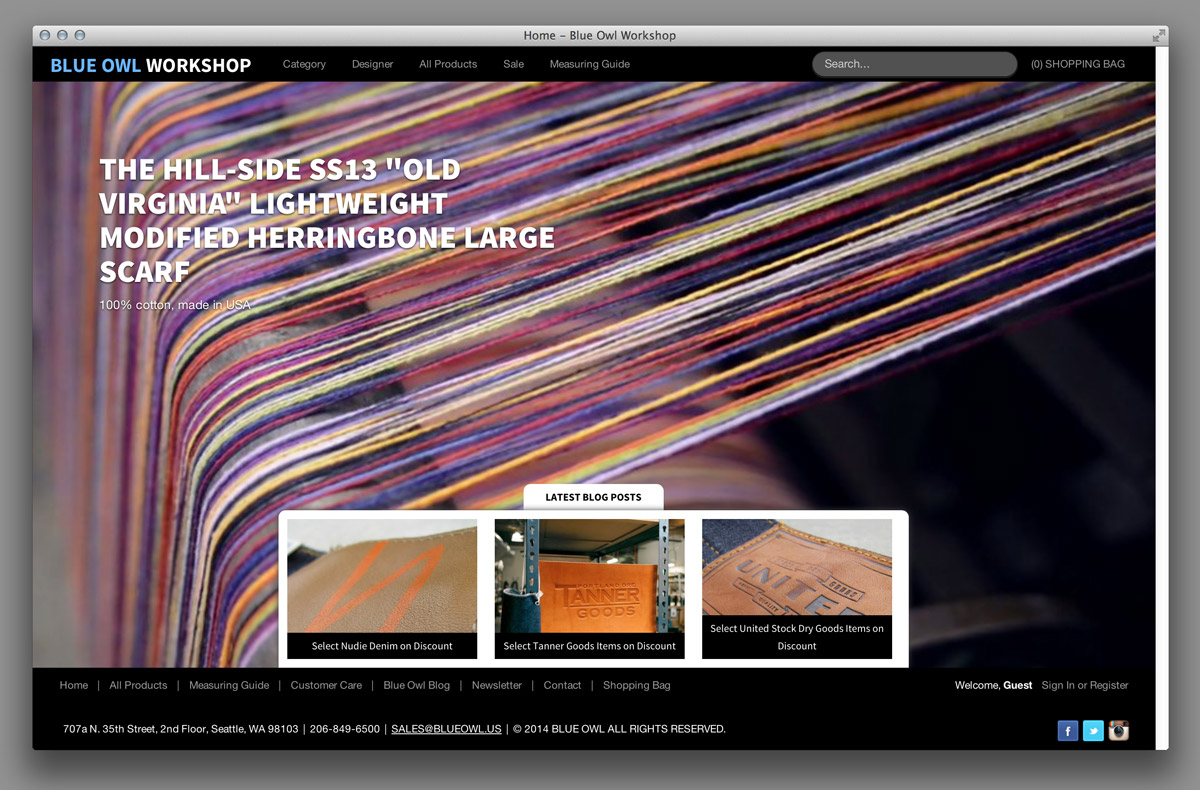 Home – Blue Owl Workshop
BLUE OWL WORKSHOP
Category
Designer
All Products
Sale
Measuring Guide
Search...
(0) SHOPPING BAG
THE HILL-SIDE SS13 "OLD
VIRGINIA" LIGHTWEIGHT
MODIFIED HERRINGBONE LARGE
SCARF
100% cotton, made in USA
LATEST BLOG POSTS
PORTLAND, ORE.
TANNER
GOODS
UNITED
GOODS
QUALITY
Select Nudie Denim on Discount
Select Tanner Goods Items on Discount
Select United Stock Dry Goods Items on
Discount
Home | All Products | Measuring Guide | Customer Care | Blue Owl Blog | Newsletter | Contact | Shopping Bag
Welcome, Guest Sign In or Register
707a N. 35th Street, 2nd Floor, Seattle, WA 98103 | 206-849-6500 | SALES@BLUEOWL.US | © 2014 BLUE OWL ALL RIGHTS RESERVED.
f